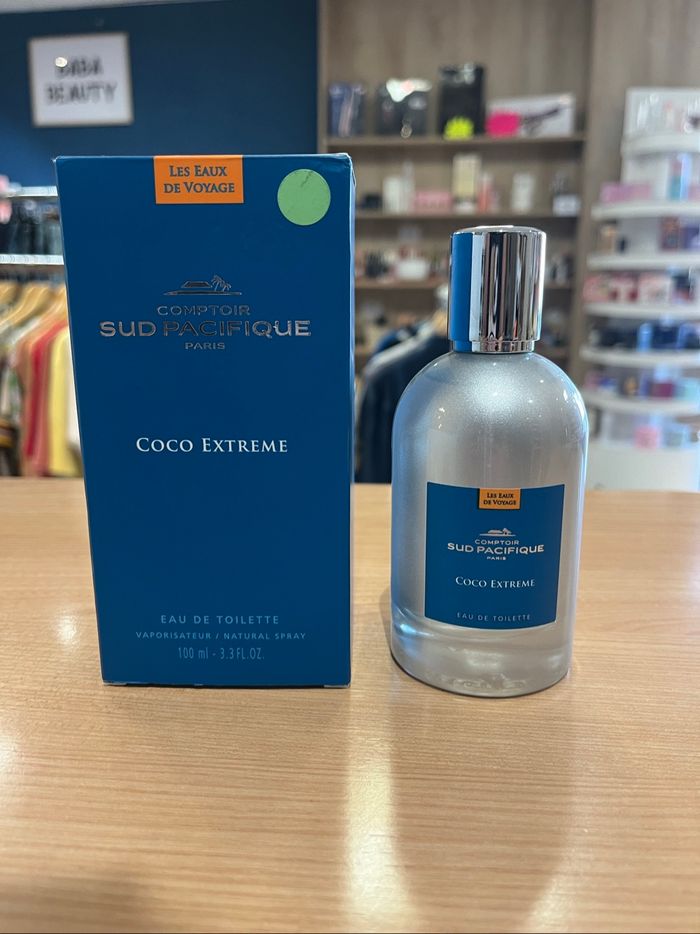 BABA
BEAUTY
LES EAUX
DE VOYAGE
COMPTOIR
SUD PACIFIQUE
PARIS
COCO EXTREME
EAU DE TOILETTE
VAPORISATEUR / NATURAL SPRAY
100 ml - 3.3 FL.OZ.
LES EAUX
DE VOYAGE
COMPTOIR
SUD PACIFIQUE
PARIS
COCO EXTREME
EAU DE TOILETTE